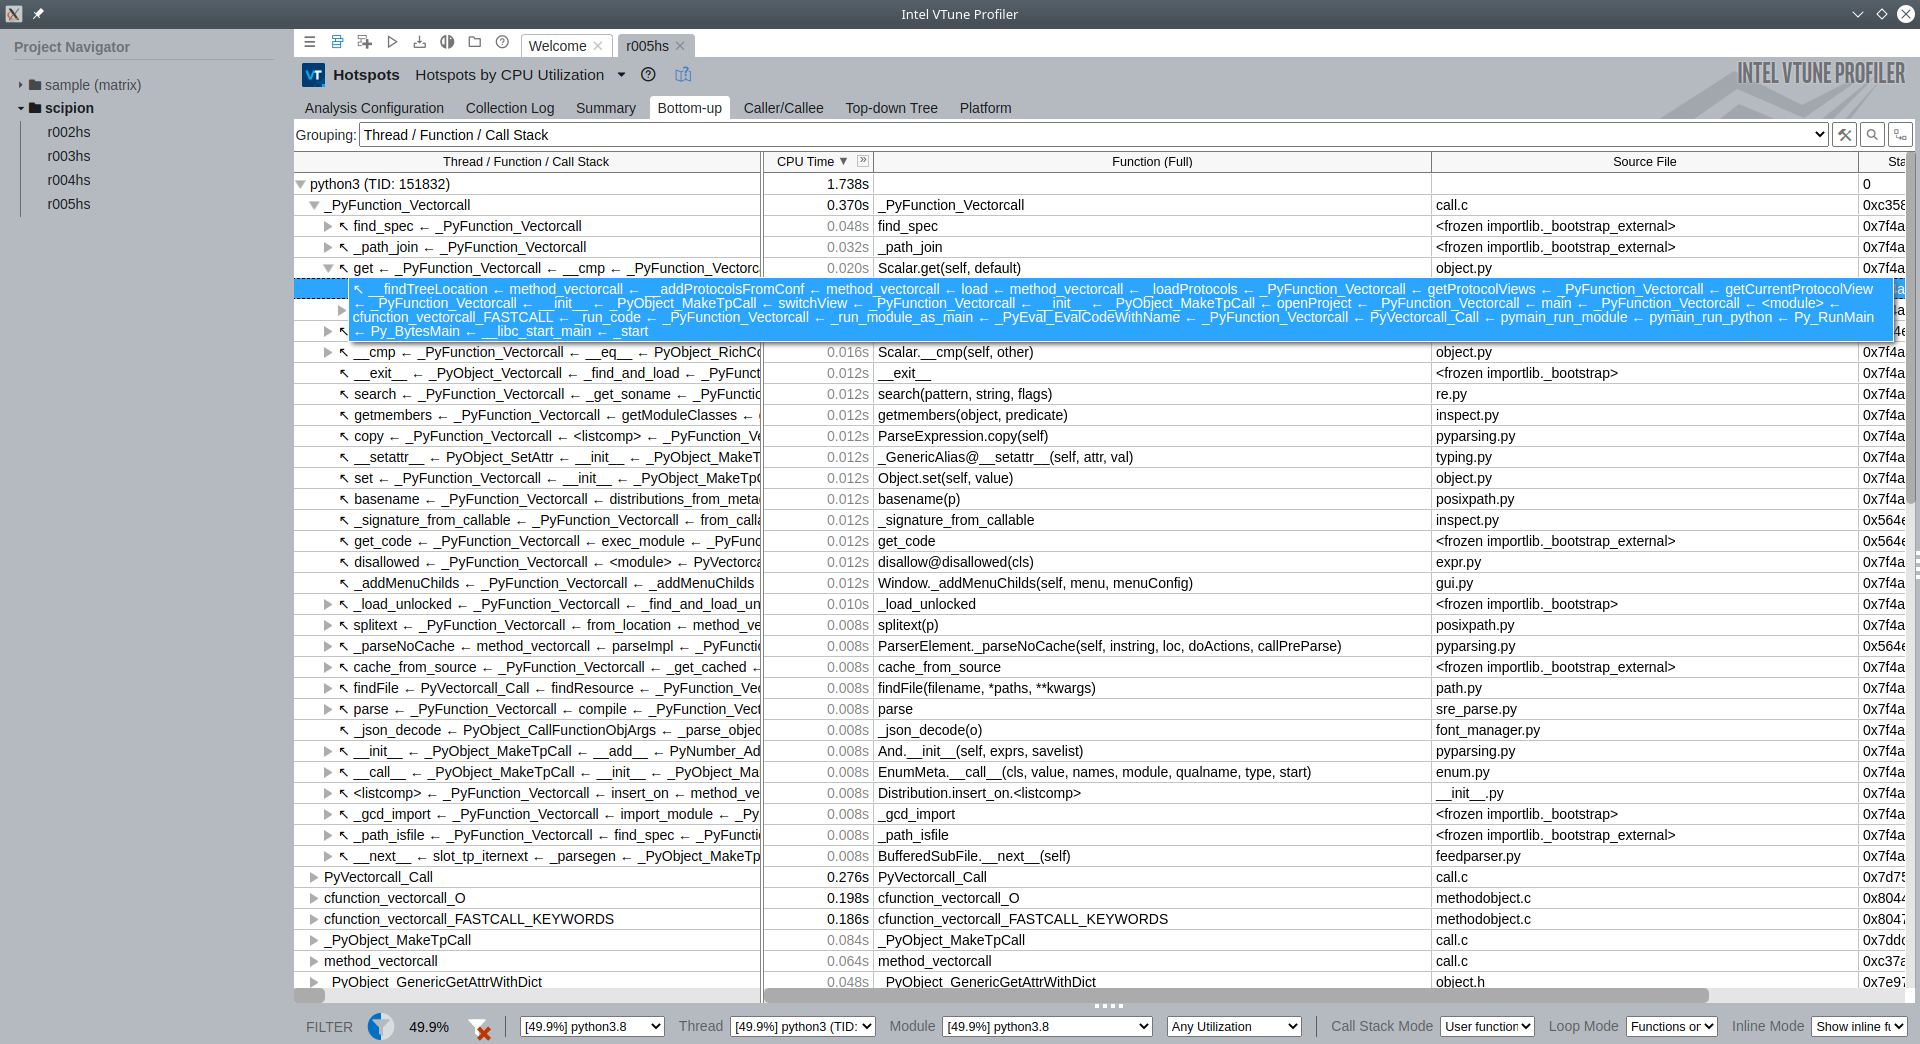 Intel VTune Profiler
Project Navigator
sample (matrix)
scipion
r002hs
r003hs
r004hs
r005hs
Welcome
r005hs
VT Hotspots Hotspots by CPU Utilization
INTEL VTUNE PROFILER
Analysis Configuration Collection Log Summary Bottom-up Caller/Callee Top-down Tree Platform
Grouping: Thread / Function / Call Stack
Thread / Function / Call Stack CPU Time ▼ » Function (Full) Source File Sta
python3 (TID: 151832) 1.738s 0
_PyFunction_Vectorcall 0.370s _PyFunction_Vectorcall call.c 0xc358
↖ find_spec ← _PyFunction_Vectorcall 0.048s find_spec <frozen importlib._bootstrap_external> 0x7f4a
↖ _path_join ← _PyFunction_Vectorcall 0.032s _path_join <frozen importlib._bootstrap_external> 0x7f4a
↖ get ← _PyFunction_Vectorcall ← __cmp ← _PyFunction_Vectorc 0.020s Scalar.get(self, default) object.py 0x7f4a
↖ __findTreeLocation ← method_vectorcall ← __addProtocolsFromConf ← method_vectorcall ← load ← method_vectorcall ← _loadProtocols ← _PyFunction_Vectorcall ← getProtocolViews ← _PyFunction_Vectorcall ← getCurrentProtocolView
← _PyFunction_Vectorcall ← __init__ ← _PyObject_MakeTpCall ← switchView ← _PyFunction_Vectorcall ← __init__ ← _PyObject_MakeTpCall ← openProject ← _PyFunction_Vectorcall ← main ← _PyFunction_Vectorcall ← <module> ←
cfunction_vectorcall_FASTCALL ← _run_code ← _PyFunction_Vectorcall ← _run_module_as_main ← _PyEval_EvalCodeWithName ← _PyFunction_Vectorcall ← PyVectorcall_Call ← pymain_run_module ← pymain_run_python ← Py_RunMain
← Py_BytesMain ← __libc_start_main ← _start
↖ __cmp ← _PyFunction_Vectorcall ← __eq__ ← PyObject_RichCo 0.016s Scalar.__cmp(self, other) object.py 0x7f4a
↖ __exit__ ← _PyObject_Vectorcall ← _find_and_load ← _PyFunct 0.012s __exit__ <frozen importlib._bootstrap> 0x7f4a
↖ search ← _PyFunction_Vectorcall ← _get_soname ← _PyFunctio 0.012s search(pattern, string, flags) re.py 0x7f4a
↖ getmembers ← _PyFunction_Vectorcall ← getModuleClasses ← 0.012s getmembers(object, predicate) inspect.py 0x7f4a
↖ copy ← _PyFunction_Vectorcall ← <listcomp> ← _PyFunction_Ve 0.012s ParseExpression.copy(self) pyparsing.py 0x7f4a
↖ __setattr__ ← PyObject_SetAttr ← __init__ ← _PyObject_MakeT 0.012s _GenericAlias@__setattr__(self, attr, val) typing.py 0x7f4a
↖ set ← _PyFunction_Vectorcall ← __init__ ← _PyObject_MakeTpC 0.012s Object.set(self, value) object.py 0x7f4a
↖ basename ← _PyFunction_Vectorcall ← distributions_from_meta 0.012s basename(p) posixpath.py 0x7f4a
↖ _signature_from_callable ← _PyFunction_Vectorcall ← from_calla 0.012s _signature_from_callable inspect.py 0x564e
↖ get_code ← _PyFunction_Vectorcall ← exec_module ← _PyFunc 0.012s get_code <frozen importlib._bootstrap_external> 0x564e
↖ disallowed ← _PyFunction_Vectorcall ← <module> ← PyVectorca 0.012s disallow@disallowed(cls) expr.py 0x7f4a
↖ _addMenuChilds ← _PyFunction_Vectorcall ← _addMenuChilds 0.012s Window._addMenuChilds(self, menu, menuConfig) gui.py 0x7f4a
↖ _load_unlocked ← _PyFunction_Vectorcall ← _find_and_load_un 0.010s _load_unlocked <frozen importlib._bootstrap> 0x7f4a
↖ splitext ← _PyFunction_Vectorcall ← from_location ← method_ve 0.008s splitext(p) posixpath.py 0x7f4a
↖ _parseNoCache ← method_vectorcall ← parseImpl ← _PyFuncti 0.008s ParserElement._parseNoCache(self, instring, loc, doActions, callPreParse) pyparsing.py 0x564e
↖ cache_from_source ← _PyFunction_Vectorcall ← _get_cached ← 0.008s cache_from_source <frozen importlib._bootstrap_external> 0x7f4a
↖ findFile ← PyVectorcall_Call ← findResource ← _PyFunction_Vec 0.008s findFile(filename, *paths, **kwargs) path.py 0x7f4a
↖ parse ← _PyFunction_Vectorcall ← compile ← _PyFunction_Vect 0.008s parse sre_parse.py 0x7f4a
↖ _json_decode ← PyObject_CallFunctionObjArgs ← _parse_objec 0.008s _json_decode(o) font_manager.py 0x7f4a
↖ __init__ ← _PyObject_MakeTpCall ← __add__ ← PyNumber_Ad 0.008s And.__init__(self, exprs, savelist) pyparsing.py 0x7f4a
↖ __call__ ← _PyObject_MakeTpCall ← __init__ ← _PyObject_Ma 0.008s EnumMeta.__call__(cls, value, names, module, qualname, type, start) enum.py 0x7f4a
↖ <listcomp> ← _PyFunction_Vectorcall ← insert_on ← method_ve 0.008s Distribution.insert_on.<listcomp> __init__.py 0x7f4a
↖ _gcd_import ← _PyFunction_Vectorcall ← import_module ← _Py 0.008s _gcd_import <frozen importlib._bootstrap> 0x7f4a
↖ _path_isfile ← _PyFunction_Vectorcall ← find_spec ← _PyFuncti 0.008s _path_isfile <frozen importlib._bootstrap_external> 0x7f4a
↖ __next__ ← slot_tp_iternext ← _parsegen ← _PyObject_MakeTp 0.008s BufferedSubFile.__next__(self) feedparser.py 0x7f4a
PyVectorcall_Call 0.276s PyVectorcall_Call call.c 0x7d75
cfunction_vectorcall_O 0.198s cfunction_vectorcall_O methodobject.c 0x8044
cfunction_vectorcall_FASTCALL_KEYWORDS 0.186s cfunction_vectorcall_FASTCALL_KEYWORDS methodobject.c 0x8047
_PyObject_MakeTpCall 0.084s _PyObject_MakeTpCall call.c 0x7ddc
method_vectorcall 0.064s method_vectorcall call.c 0xc37a
_PyObject_GenericGetAttrWithDict 0.048s _PyObject_GenericGetAttrWithDict object.h 0x7e97
FILTER 49.9% [49.9%] python3.8 Thread [49.9%] python3 (TID: Module [49.9%] python3.8 Any Utilization Call Stack Mode User function Loop Mode Functions or Inline Mode Show inline fu